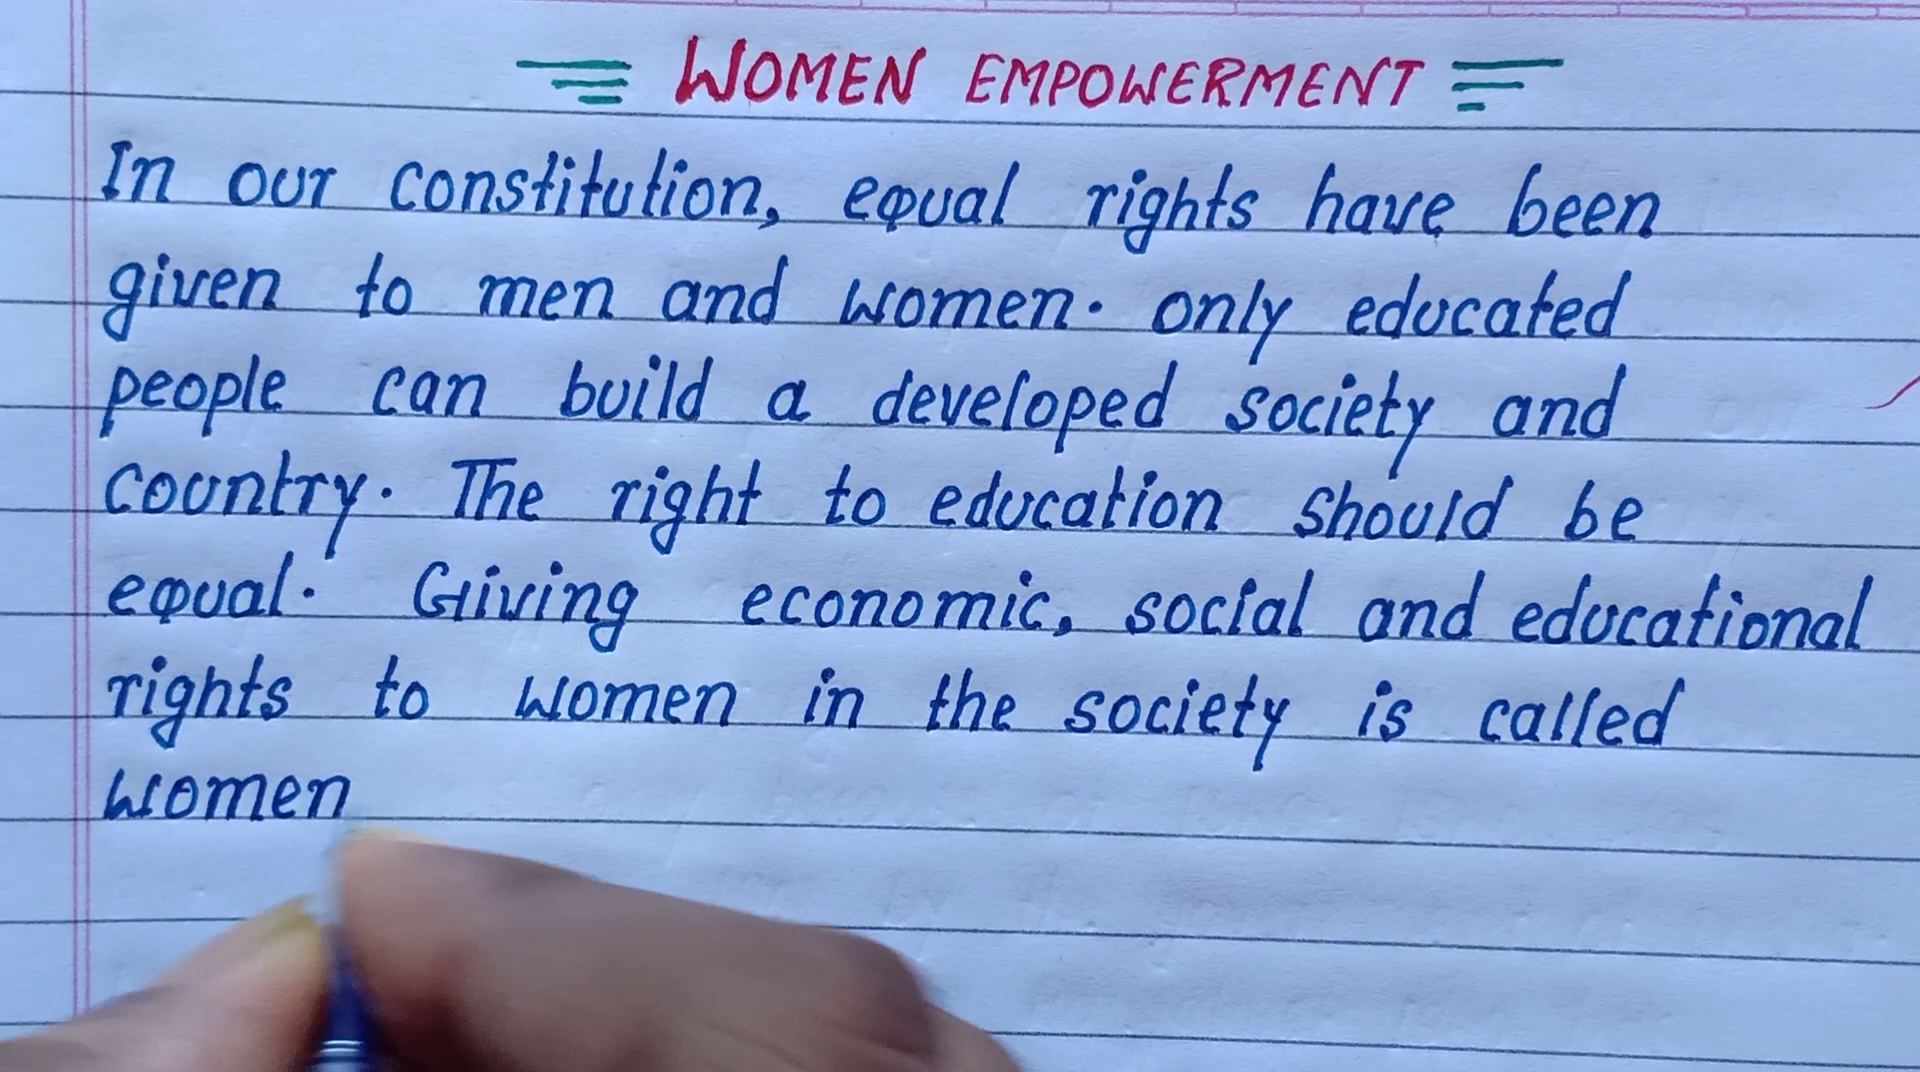 WOMEN EMPOWERMENT
In our constitution, equal rights have been
given to men and women. only educated
people can build a developed society and
country. The right to education should be
equal. Giving economic, social and educational
rights to women in the society is called
women